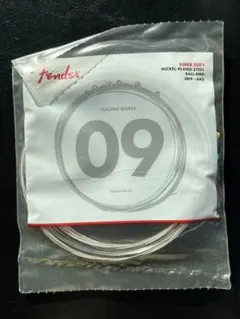 Fender
SUPER 250's
NICKEL-PLATED STEEL
BALL END
.009 - .042
ELECTRIC GUITAR
09